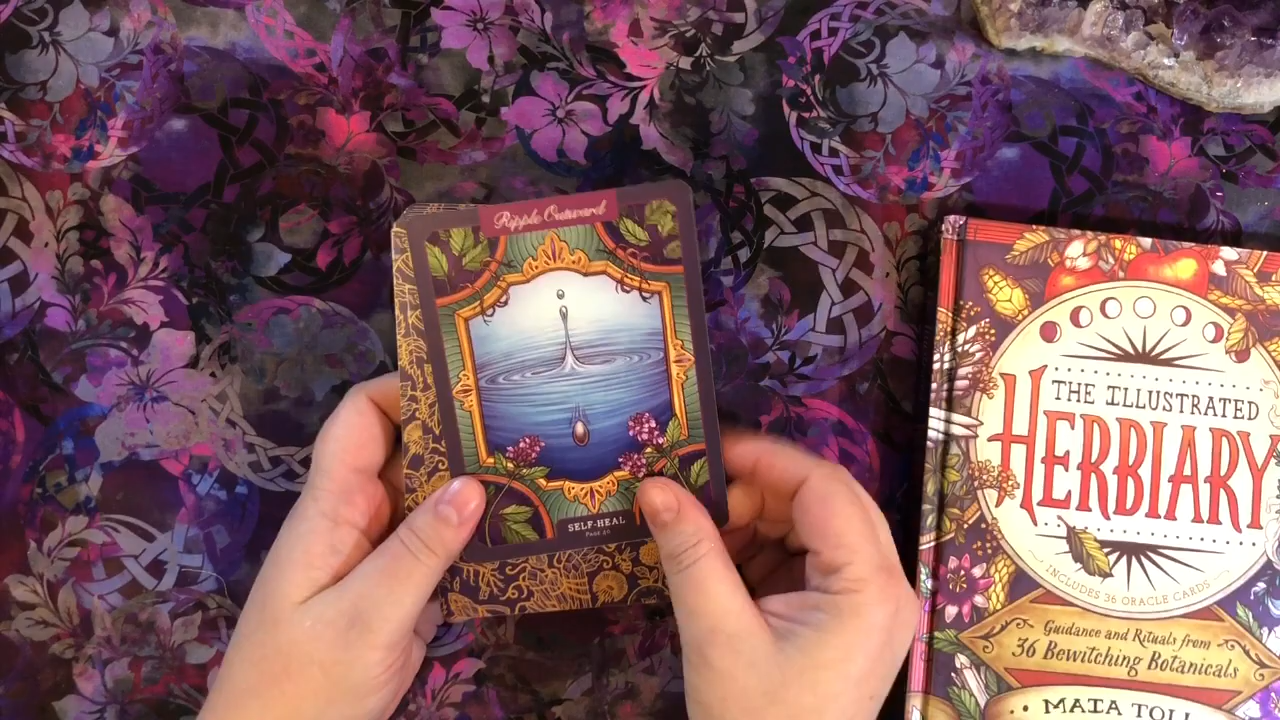 Ripple Outward
SELF-HEAL
THE ILLUSTRATED
HERBIARY
INCLUDES 36 ORACLE CARDS
Guidance and Rituals from
36 Bewitching Botanicals
MAIA TOLL